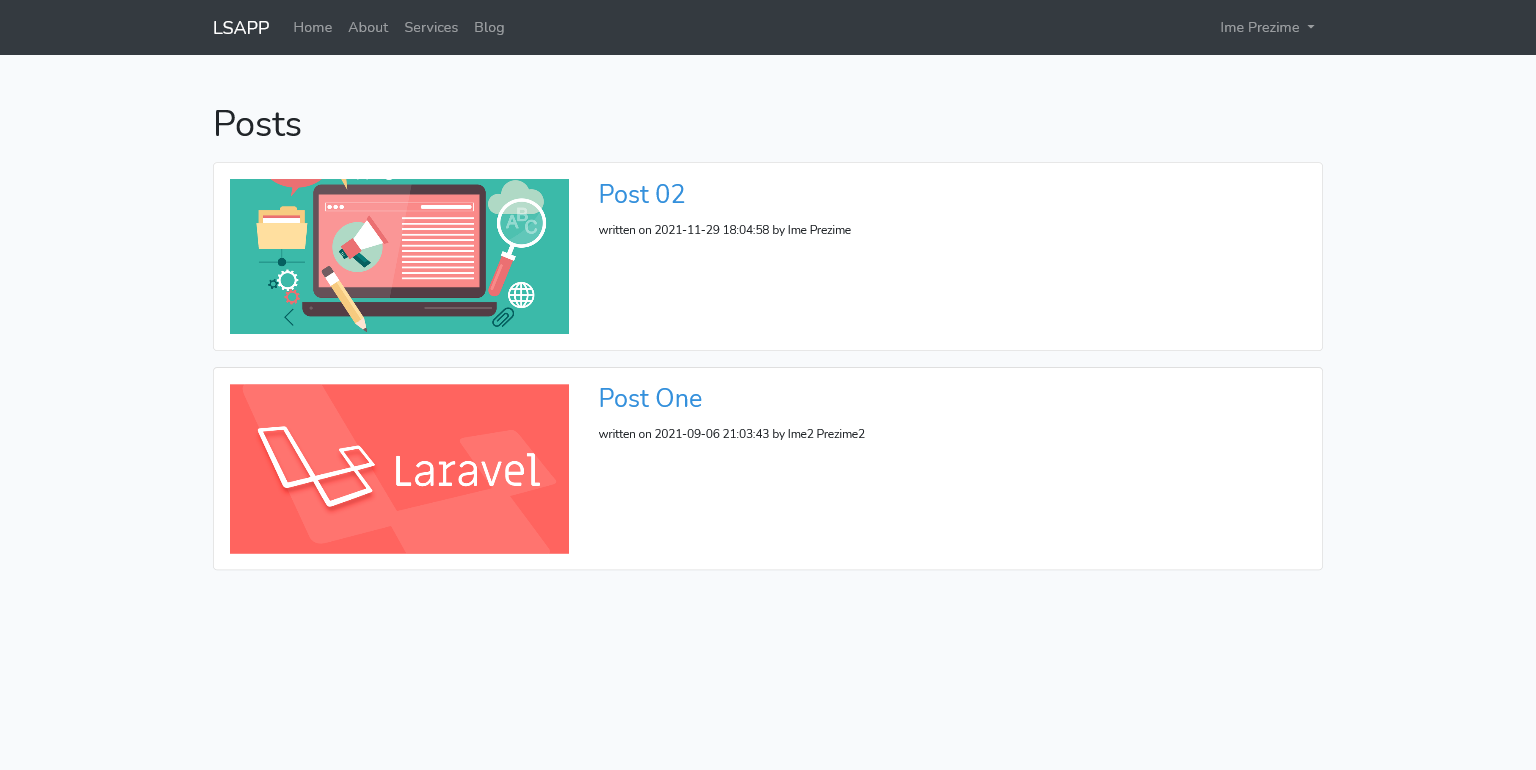 LSAPP Home About Services Blog Ime Prezime
Posts
ABC
Post 02
written on 2021-11-29 18:04:58 by Ime Prezime
Laravel
Post One
written on 2021-09-06 21:03:43 by Ime2 Prezime2